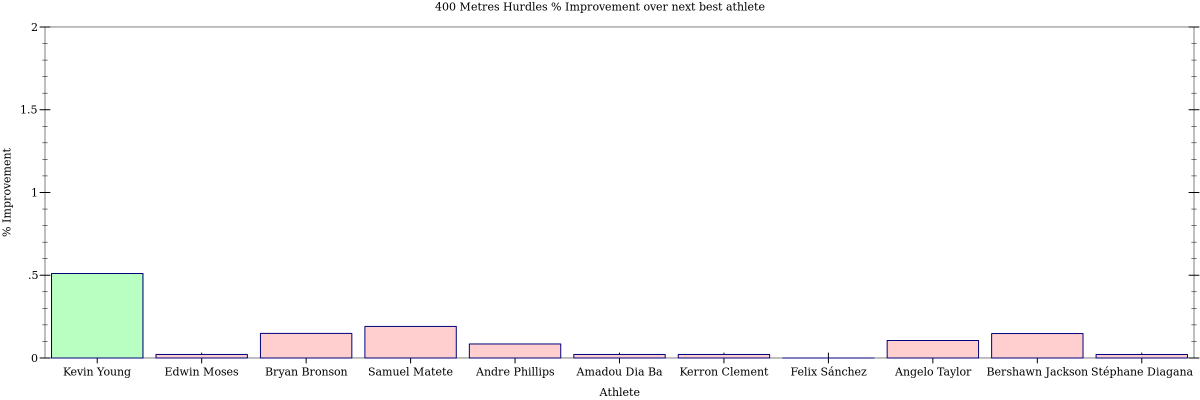 400 Metres Hurdles % Improvement over next best athlete
% Improvement
2
1.5
1
.5
0
Kevin Young Edwin Moses Bryan Bronson Samuel Matete Andre Phillips Amadou Dia Ba Kerron Clement Felix Sánchez Angelo Taylor Bershawn Jackson Stéphane Diagana
Athlete